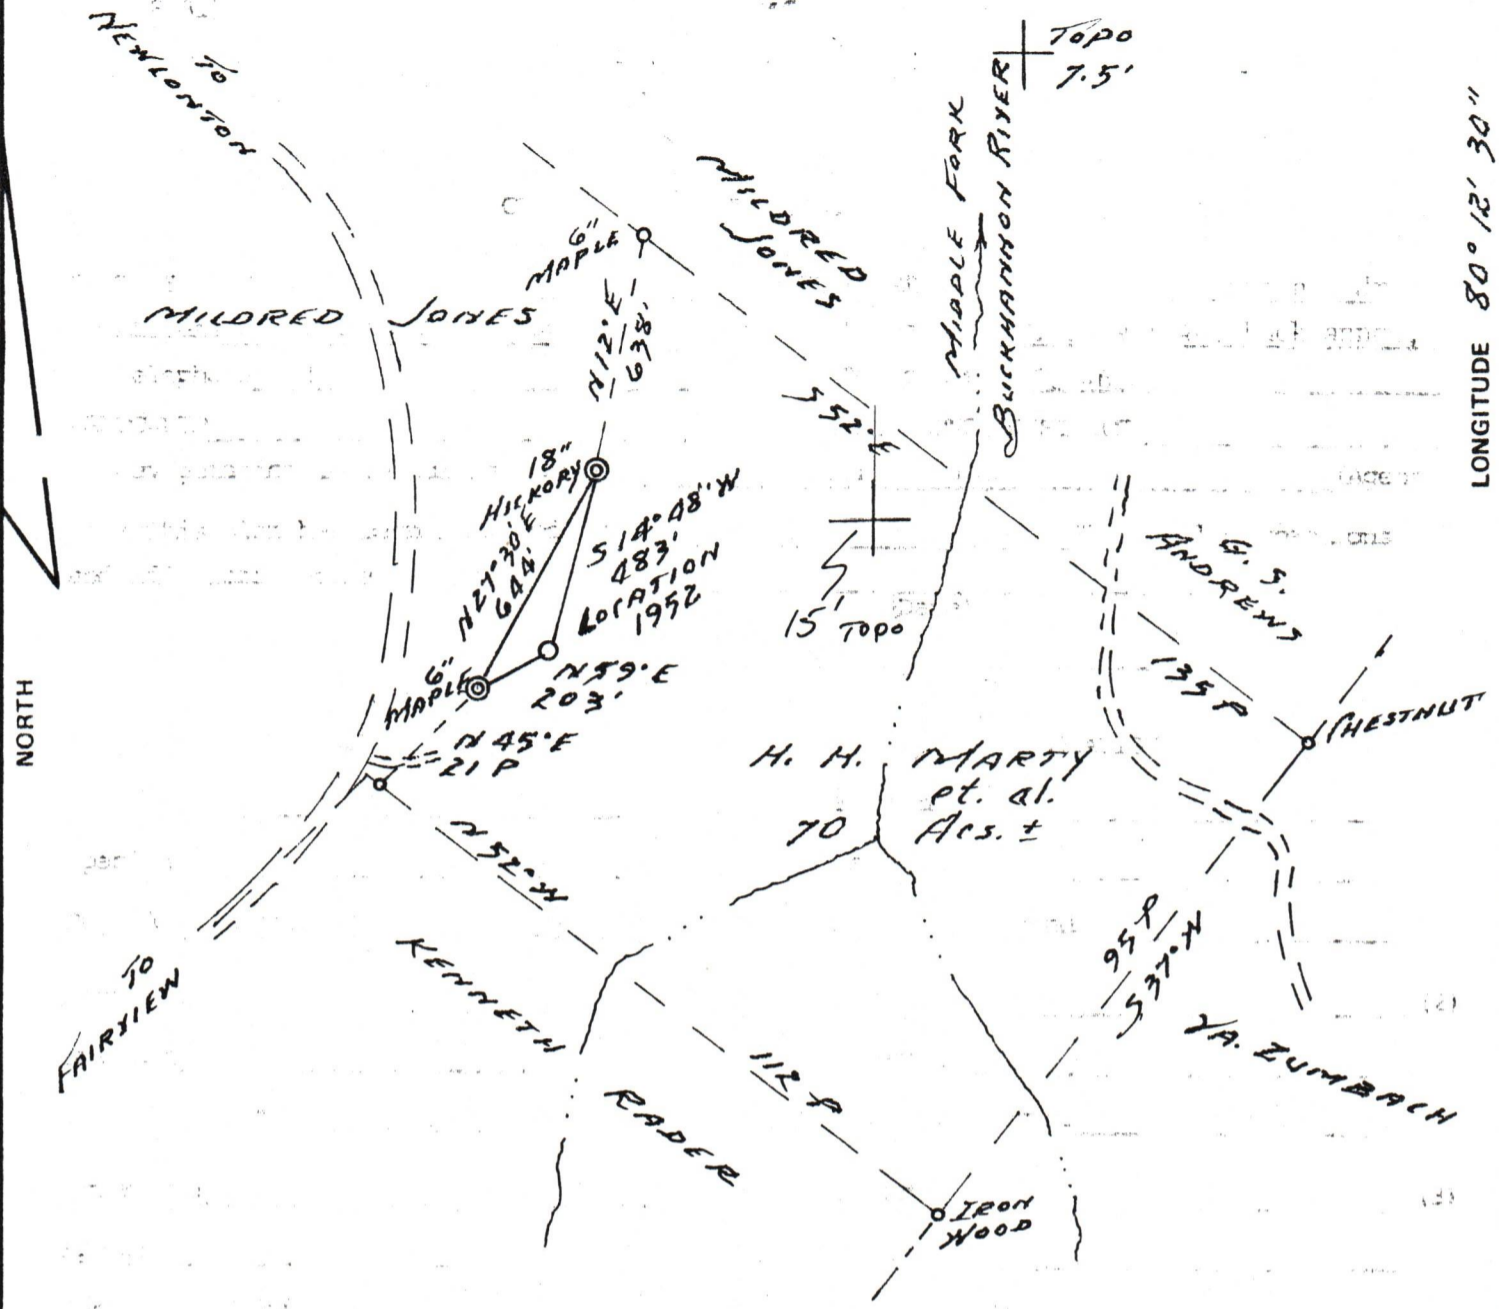 TO
NEWLONTON
TOPO
7.5'
LONGITUDE 80° 12' 30"
MIDDLE FORK
BUCKHANNON RIVER
MILDRED
JONES
6"
MAPLE
MILDRED JONES
N12°E
638'
S52°E
18"
HICKORY
N27°30'E
644'
S14°48"W
483'
LOCATION
1952
15' TOPO
G. S.
ANDREWS
135 P
CHESTNUT
6"
MAPLE
N59°E
203'
N45°E
21 P
NORTH
H. H. MARTY
et. al.
70 Acs. ±
N52°W
TO
FAIRVIEW
KENNETH
RADER
112 P
95 P
S37°W
ZUMBACH
IRON
WOOD